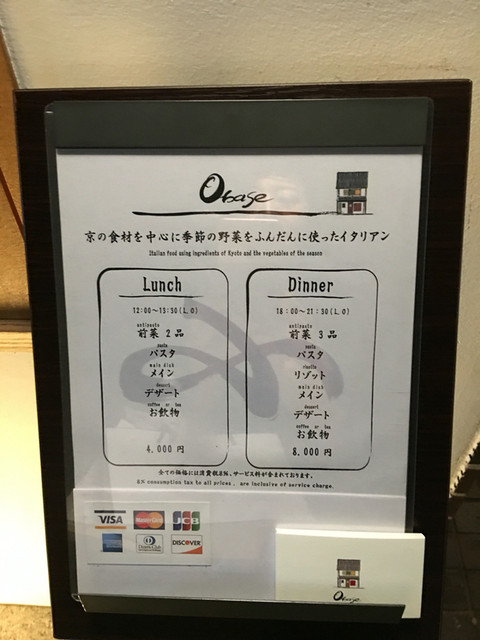 Obase
京の食材を中心に季節の野菜をふんだんに使ったイタリアン
Italian food using ingredients of Kyoto and the vegetables of the season
Lunch
12:00〜13:30(L.O)
antipasto
前菜 2 品
pasta
パスタ
main dish
メイン
dessert
デザート
coffee or tea
お飲物
4,000 円
Dinner
18:00〜21:30(L.O)
antipasto
前菜 3 品
pasta
パスタ
risotto
リゾット
main dish
メイン
dessert
デザート
coffee or tea
お飲物
8,000 円
全ての価格には消費税8%、サービス料が含まれております。
8% consumption tax to all prices , are inclusive of service charge.
VISA
MasterCard
JCB
DISCOVER
Obase